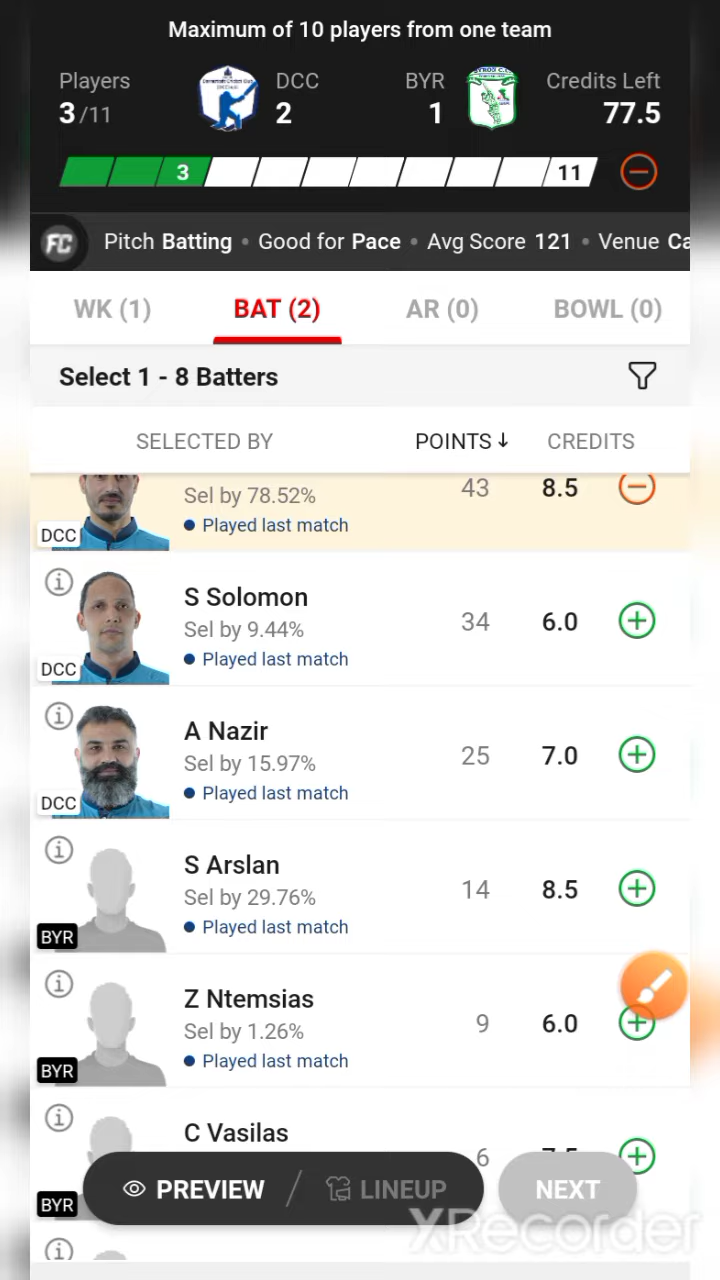 Maximum of 10 players from one team
Players DCC BYR Credits Left
3/11 2 1 77.5
3 11
FC Pitch Batting • Good for Pace • Avg Score 121 • Venue Ca
WK (1) BAT (2) AR (0) BOWL (0)
Select 1 - 8 Batters
SELECTED BY POINTS↓ CREDITS
Sel by 78.52% 43 8.5
Played last match
DCC
S Solomon
Sel by 9.44% 34 6.0
Played last match
DCC
A Nazir
Sel by 15.97% 25 7.0
Played last match
DCC
S Arslan
Sel by 29.76% 14 8.5
Played last match
BYR
Z Ntemsias
Sel by 1.26% 9 6.0
Played last match
BYR
C Vasilas
6
BYR
PREVIEW / LINEUP NEXT
XRecorder